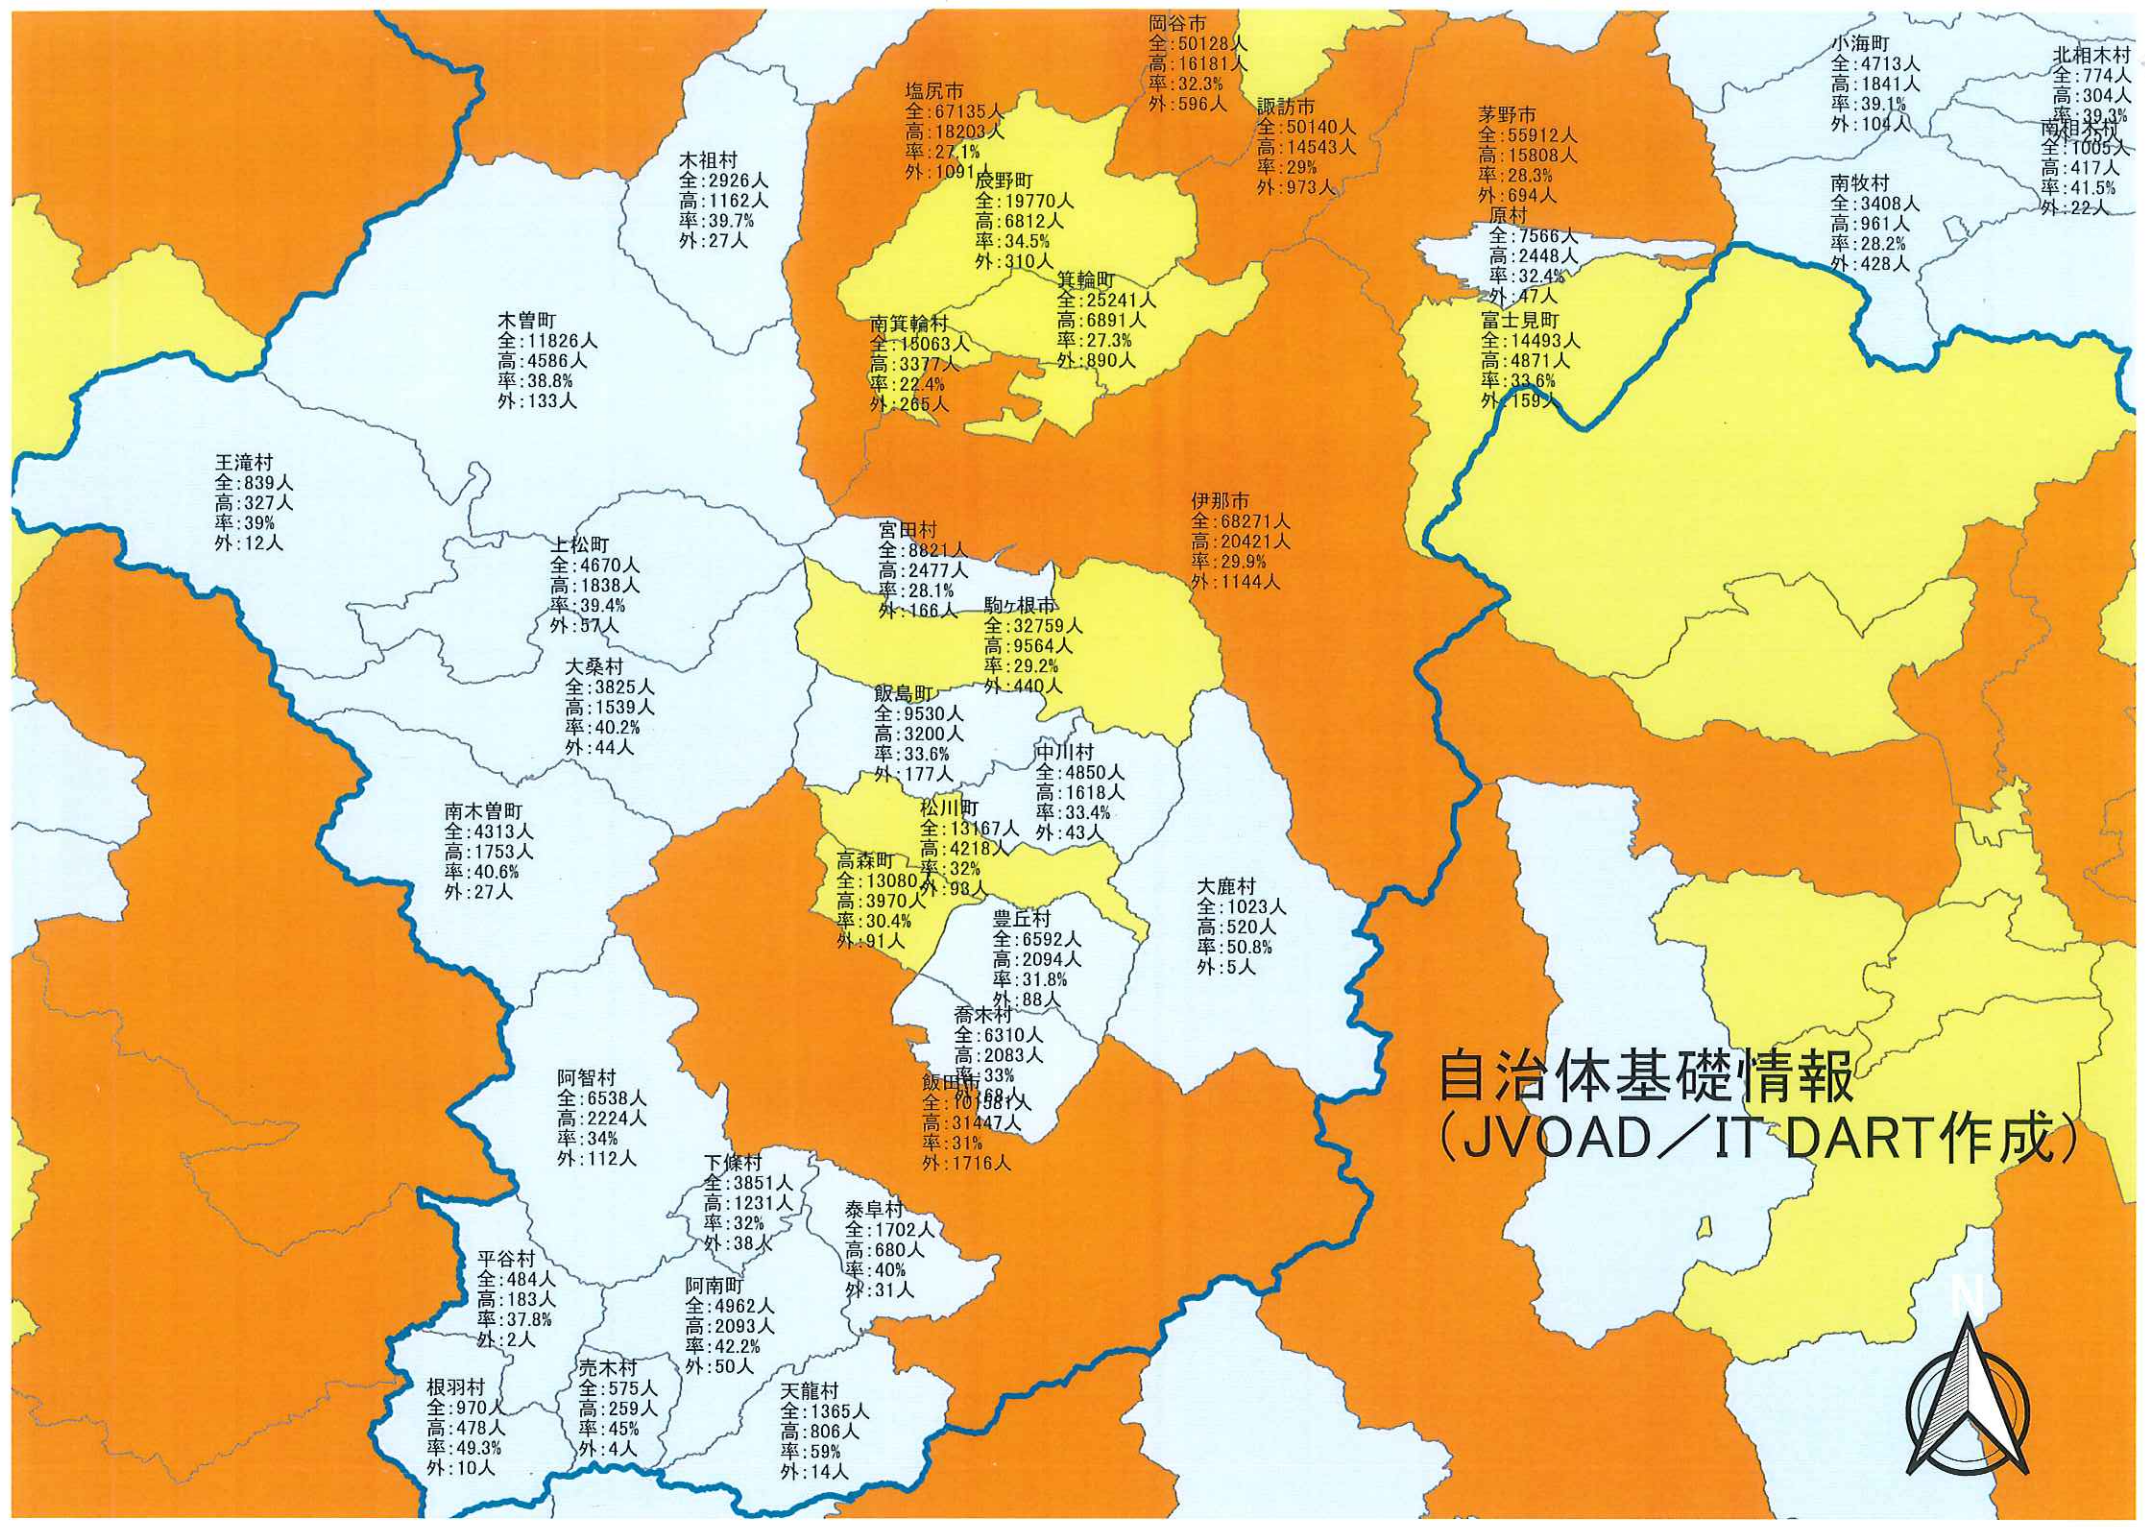 岡谷市
全:50128人
高:16181人
率:32.3%
外:596人
小海町
全:4713人
高:1841人
率:39.1%
外:104人
北相木村
全:774人
高:304人
率:39.3%
南相木村
全:1005人
高:417人
率:41.5%
外:22人
塩尻市
全:67135人
高:18203人
率:27.1%
外:1091人
諏訪市
全:50140人
高:14543人
率:29%
外:973人
茅野市
全:55912人
高:15808人
率:28.3%
外:694人
木祖村
全:2926人
高:1162人
率:39.7%
外:27人
辰野町
全:19770人
高:6812人
率:34.5%
外:310人
南牧村
全:3408人
高:961人
率:28.2%
外:428人
原村
全:7566人
高:2448人
率:32.4%
外:47人
箕輪町
全:25241人
高:6891人
率:27.3%
外:890人
木曽町
全:11826人
高:4586人
率:38.8%
外:133人
南箕輪村
全:15063人
高:3377人
率:22.4%
外:265人
富士見町
全:14493人
高:4871人
率:33.6%
外:159人
王滝村
全:839人
高:327人
率:39%
外:12人
伊那市
全:68271人
高:20421人
率:29.9%
外:1144人
宮田村
全:8821人
高:2477人
率:28.1%
外:166人
上松町
全:4670人
高:1838人
率:39.4%
外:57人
駒ヶ根市
全:32759人
高:9564人
率:29.2%
外:440人
大桑村
全:3825人
高:1539人
率:40.2%
外:44人
飯島町
全:9530人
高:3200人
率:33.6%
外:177人
中川村
全:4850人
高:1618人
率:33.4%
外:43人
南木曽町
全:4313人
高:1753人
率:40.6%
外:27人
松川町
全:13167人
高:4218人
率:32%
外:93人
高森町
全:13080人
高:3970人
率:30.4%
外:91人
大鹿村
全:1023人
高:520人
率:50.8%
外:5人
豊丘村
全:6592人
高:2094人
率:31.8%
外:88人
喬木村
全:6310人
高:2083人
率:33%
外:68人
飯田市
全:101581人
高:31447人
率:31%
外:1716人
自治体基礎情報
（JVOAD／IT DART作成）
阿智村
全:6538人
高:2224人
率:34%
外:112人
下條村
全:3851人
高:1231人
率:32%
外:38人
泰阜村
全:1702人
高:680人
率:40%
外:31人
平谷村
全:484人
高:183人
率:37.8%
外:2人
阿南町
全:4962人
高:2093人
率:42.2%
外:50人
売木村
全:575人
高:259人
率:45%
外:4人
根羽村
全:970人
高:478人
率:49.3%
外:10人
天龍村
全:1365人
高:806人
率:59%
外:14人
N